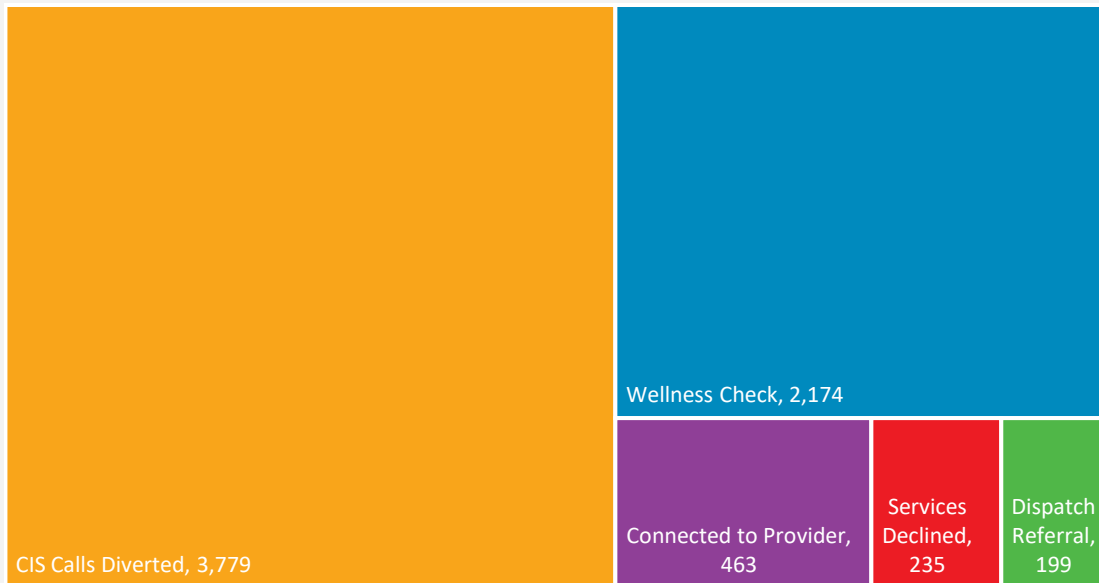 CIS Calls Diverted, 3,779
Wellness Check, 2,174
Connected to Provider,
463
Services
Declined,
235
Dispatch
Referral,
199